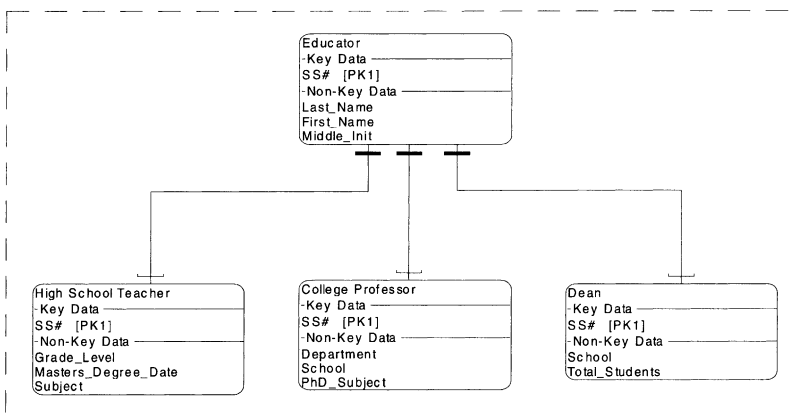 Educator
-Key Data
SS# [PK1]
-Non-Key Data
Last_Name
First_Name
Middle_Init
High School Teacher
-Key Data
SS# [PK1]
-Non-Key Data
Grade_Level
Masters_Degree_Date
Subject
College Professor
-Key Data
SS# [PK1]
-Non-Key Data
Department
School
PhD_Subject
Dean
-Key Data
SS# [PK1]
-Non-Key Data
School
Total_Students